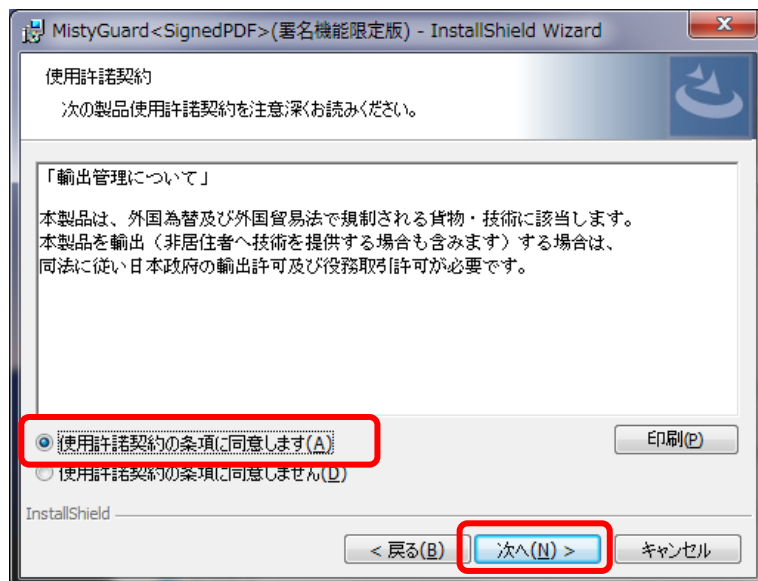 MistyGuard<SignedPDF>(署名機能限定版) - InstallShield Wizard
使用許諾契約
次の製品使用許諾契約を注意深くお読みください。
「輸出管理について」
本製品は、外国為替及び外国貿易法で規制される貨物・技術に該当します。
本製品を輸出（非居住者へ技術を提供する場合も含みます）する場合は、
同法に従い日本政府の輸出許可及び役務取引許可が必要です。
使用許諾契約の条項に同意します(A)
印刷(P)
使用許諾契約の条項に同意しません(D)
InstallShield
< 戻る(B) 次へ(N) > キャンセル